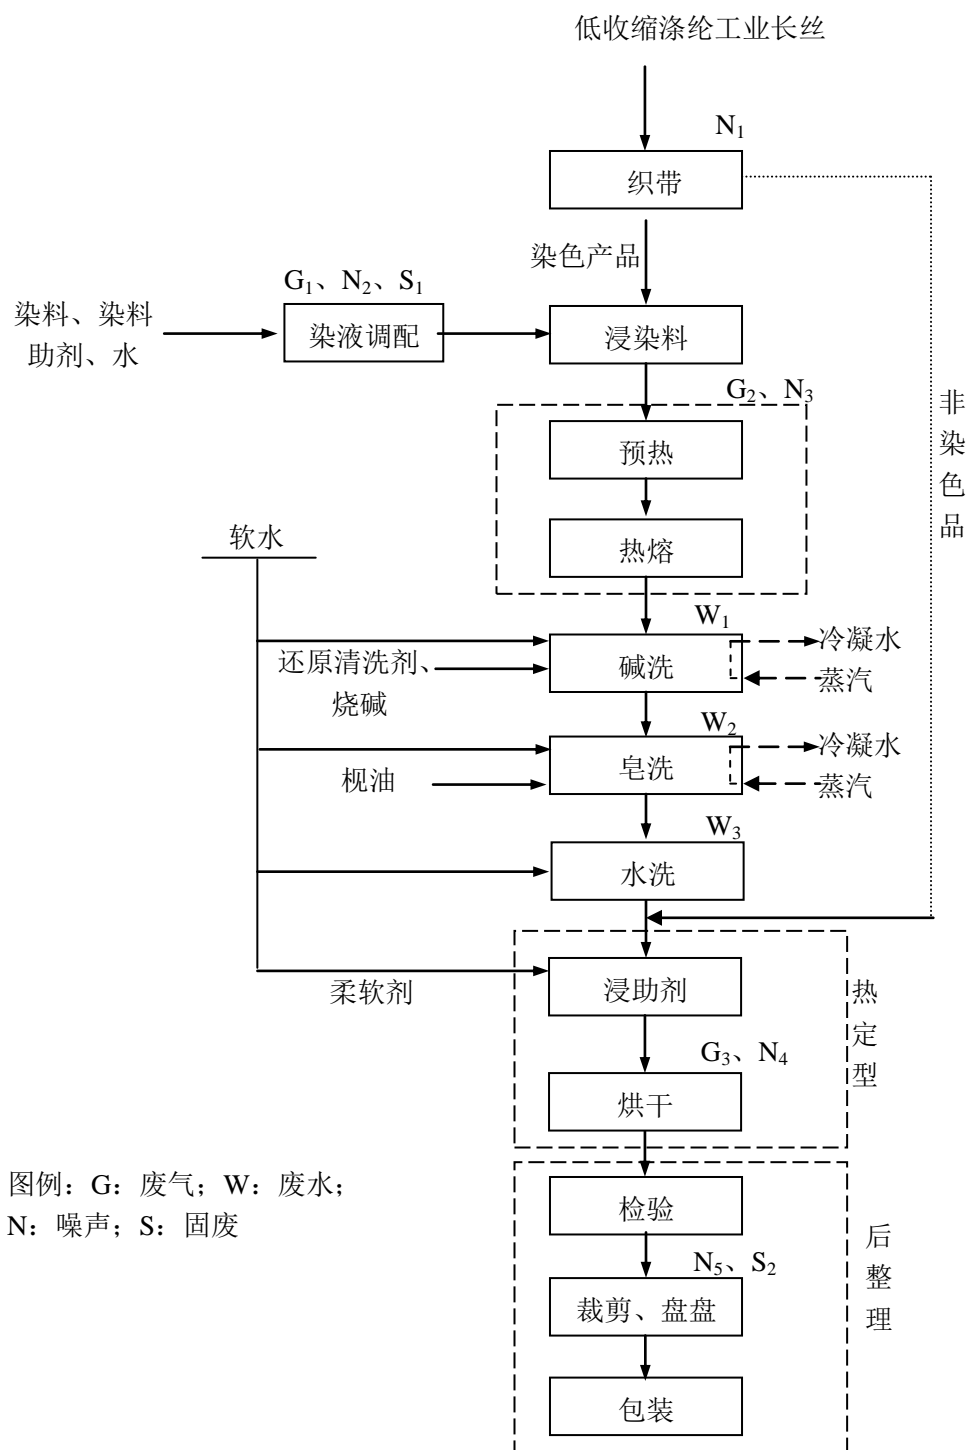 低收缩涤纶工业长丝
N₁
织带
染色产品
G₁、N₂、S₁
染料、染料
助剂、水
染液调配
浸染料
G₂、N₃
非
染
色
品
预热
热熔
软水
W₁
还原清洗剂、
烧碱
碱洗
冷凝水
蒸汽
W₂
枧油
皂洗
冷凝水
蒸汽
W₃
水洗
柔软剂
浸助剂
热
定
型
G₃、N₄
烘干
图例：G：废气；W：废水；
N：噪声；S：固废
检验
N₅、S₂
后
整
理
裁剪、盘盘
包装